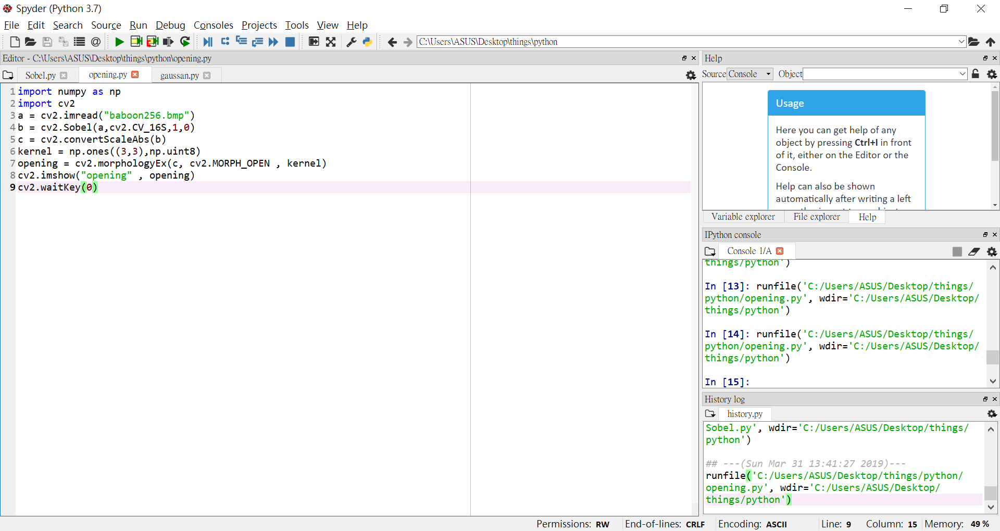 Spyder (Python 3.7)
File Edit Search Source Run Debug Consoles Projects Tools View Help
C:\Users\ASUS\Desktop\things\python
Editor - C:\Users\ASUS\Desktop\things\python\opening.py
Sobel.py opening.py gaussan.py
1 import numpy as np
2 import cv2
3 a = cv2.imread("baboon256.bmp")
4 b = cv2.Sobel(a,cv2.CV_16S,1,0)
5 c = cv2.convertScaleAbs(b)
6 kernel = np.ones((3,3),np.uint8)
7 opening = cv2.morphologyEx(c, cv2.MORPH_OPEN , kernel)
8 cv2.imshow("opening" , opening)
9 cv2.waitKey(0)
Help
Source Console Object
Usage
Here you can get help of any
object by pressing Ctrl+I in front
of it, either on the Editor or the
Console.
Help can also be shown
automatically after writing a left
Variable explorer File explorer Help
IPython console
Console 1/A
things/python')
In [13]: runfile('C:/Users/ASUS/Desktop/things/
python/opening.py', wdir='C:/Users/ASUS/Desktop/
things/python')
In [14]: runfile('C:/Users/ASUS/Desktop/things/
python/opening.py', wdir='C:/Users/ASUS/Desktop/
things/python')
In [15]:
History log
history.py
Sobel.py', wdir='C:/Users/ASUS/Desktop/things/
python')
## ---(Sun Mar 31 13:41:27 2019)---
runfile('C:/Users/ASUS/Desktop/things/python/
opening.py', wdir='C:/Users/ASUS/Desktop/
things/python')
Permissions: RW End-of-lines: CRLF Encoding: ASCII Line: 9 Column: 15 Memory: 49 %